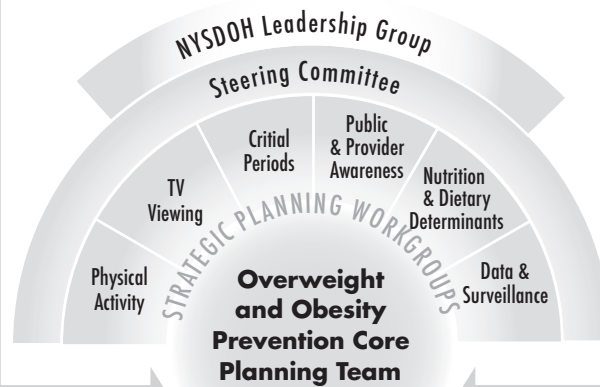 NYSDOH Leadership Group
Steering Committee
Physical
Activity
TV
Viewing
Critial
Periods
Public
& Provider
Awareness
Nutrition
& Dietary
Determinants
Data &
Surveillance
STRATEGIC PLANNING WORKGROUPS
Overweight
and Obesity
Prevention Core
Planning Team